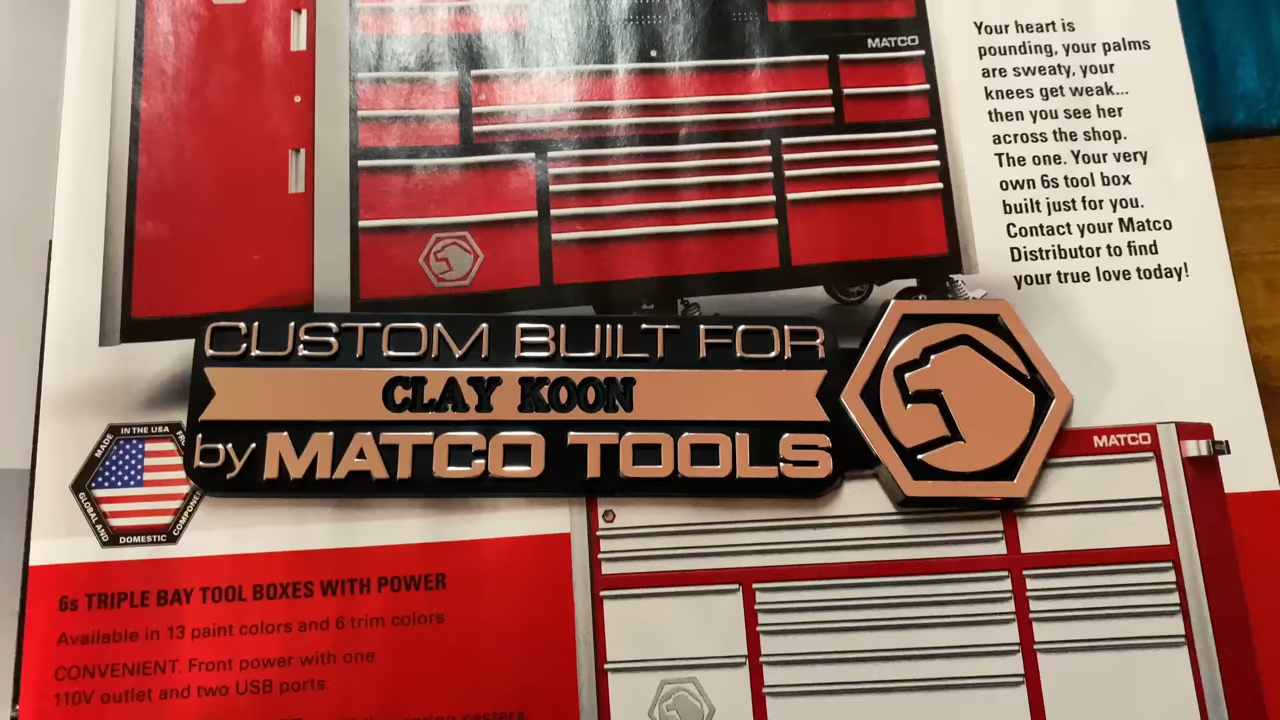 MATCO
Your heart is
pounding, your palms
are sweaty, your
knees get weak...
then you see her
across the shop.
The one. Your very
own 6s tool box
built just for you.
Contact your Matco
Distributor to find
your true love today!
CUSTOM BUILT FOR
CLAY KOON
by MATCO TOOLS
MADE IN THE USA
GLOBAL AND DOMESTIC
MATCO
6s TRIPLE BAY TOOL BOXES WITH POWER
Available in 13 paint colors and 6 trim colors
CONVENIENT. Front power with one
110V outlet and two USB ports